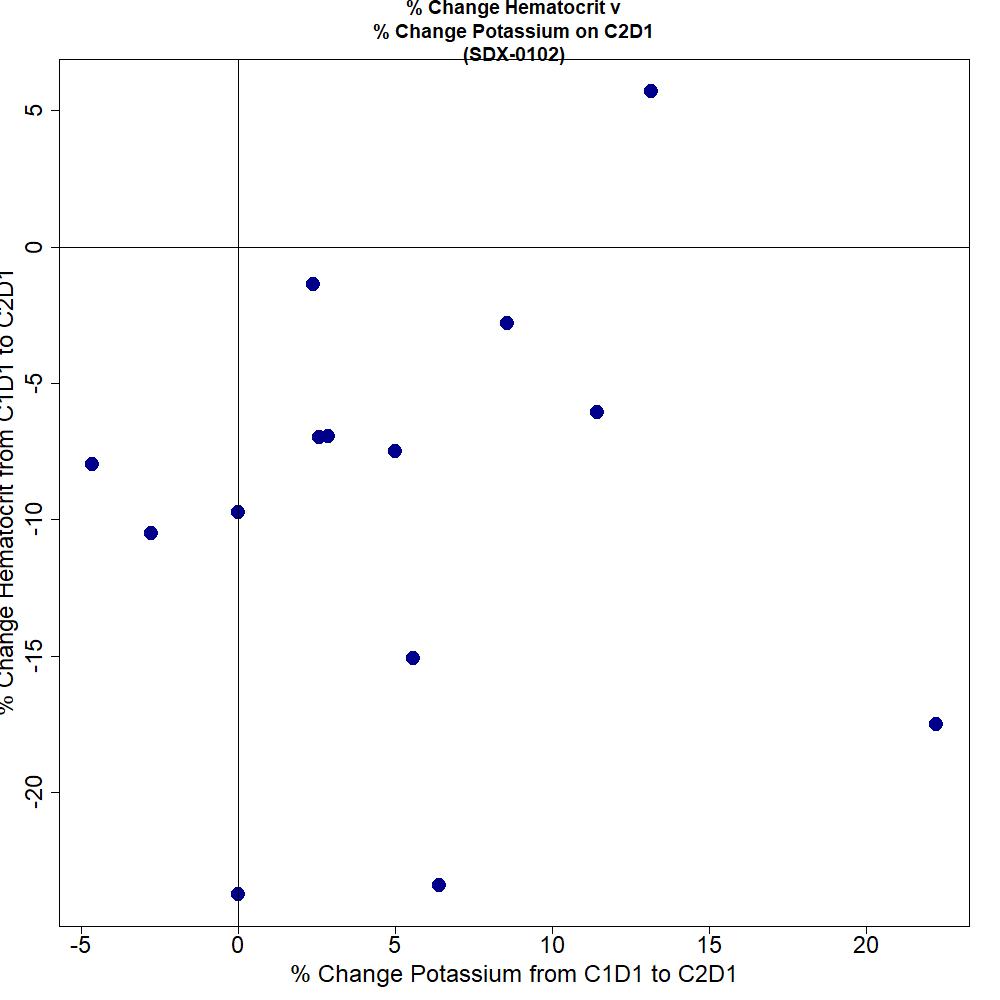 % Change Hematocrit v
% Change Potassium on C2D1
(SDX-0102)
5
0
-5
-10
-15
-20
% Change Hematocrit from C1D1 to C2D1
-5 0 5 10 15 20
% Change Potassium from C1D1 to C2D1